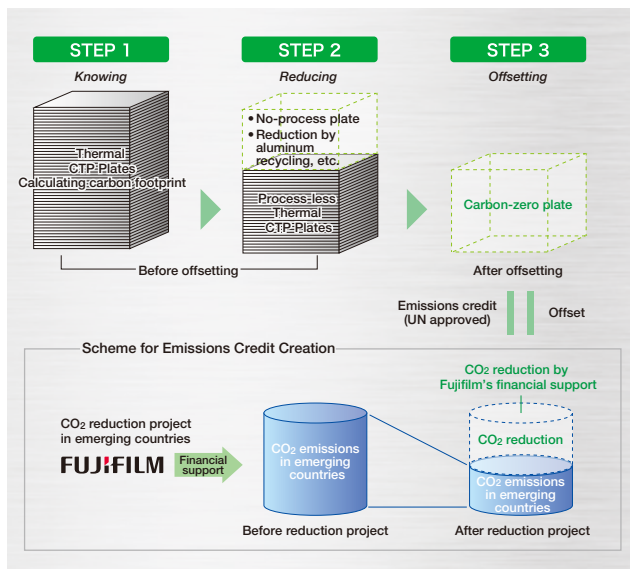 STEP 1
Knowing
Thermal
CTP-Plates
Calculating carbon footprint
STEP 2
Reducing
• No-process plate
• Reduction by
aluminum
recycling, etc.
Process-less
Thermal
CTP-Plates
Before offsetting
STEP 3
Offsetting
Carbon-zero plate
After offsetting
Emissions credit
(UN approved)
Offset
Scheme for Emissions Credit Creation
CO2 reduction project
in emerging countries
FUJIFILM
Financial
support
CO2 emissions
in emerging
countries
Before reduction project
CO2 reduction by
Fujifilm's financial support
CO2 reduction
CO2 emissions
in emerging
countries
After reduction project